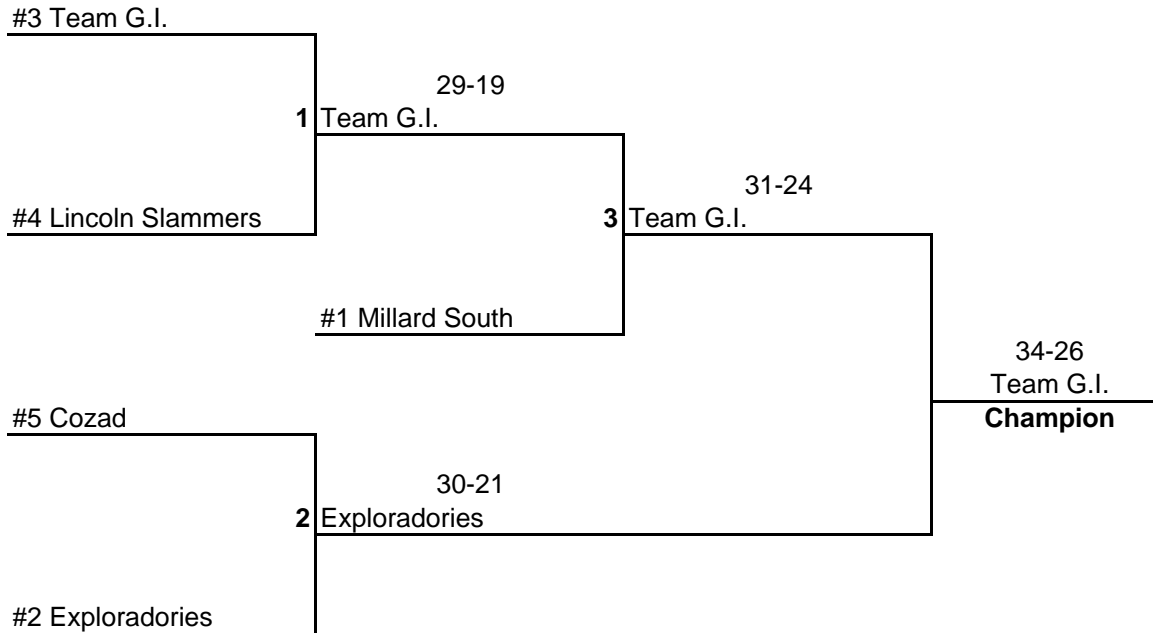 #3 Team G.I.
29-19
1 Team G.I.
31-24
#4 Lincoln Slammers
3 Team G.I.
#1 Millard South
34-26
Team G.I.
#5 Cozad
Champion
30-21
2 Exploradories
#2 Exploradories